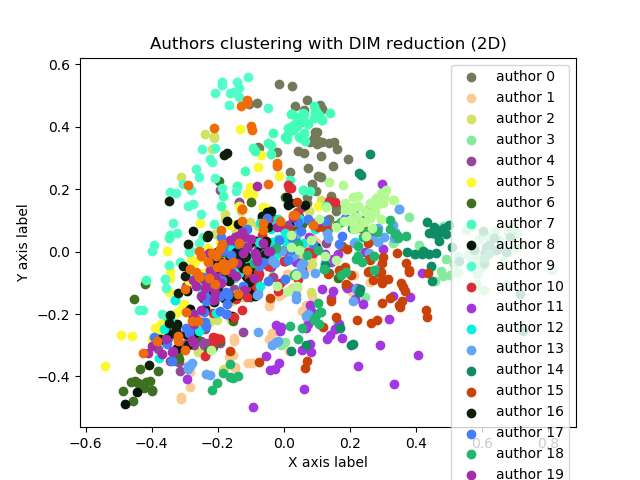 Authors clustering with DIM reduction (2D)
Y axis label
0.6
0.4
0.2
0.0
−0.2
−0.4
−0.6
−0.4
−0.2
0.0
0.2
0.4
0.6
0.8
X axis label
author 0
author 1
author 2
author 3
author 4
author 5
author 6
author 7
author 8
author 9
author 10
author 11
author 12
author 13
author 14
author 15
author 16
author 17
author 18
author 19